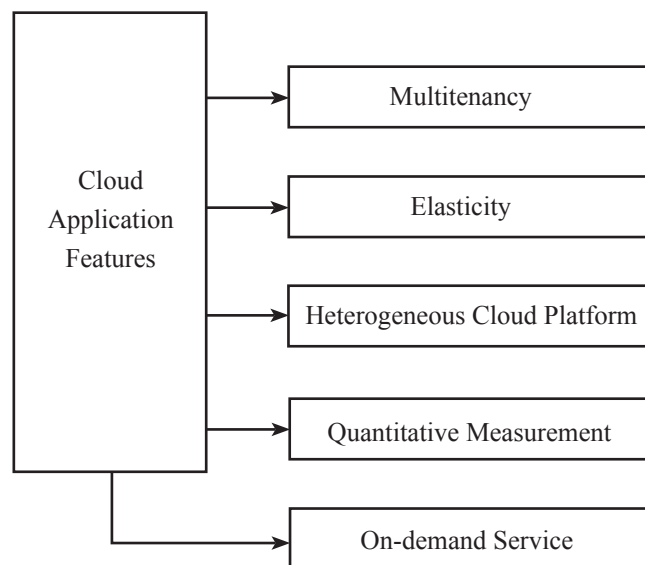 Cloud
Application
Features
Multitenancy
Elasticity
Heterogeneous Cloud Platform
Quantitative Measurement
On-demand Service